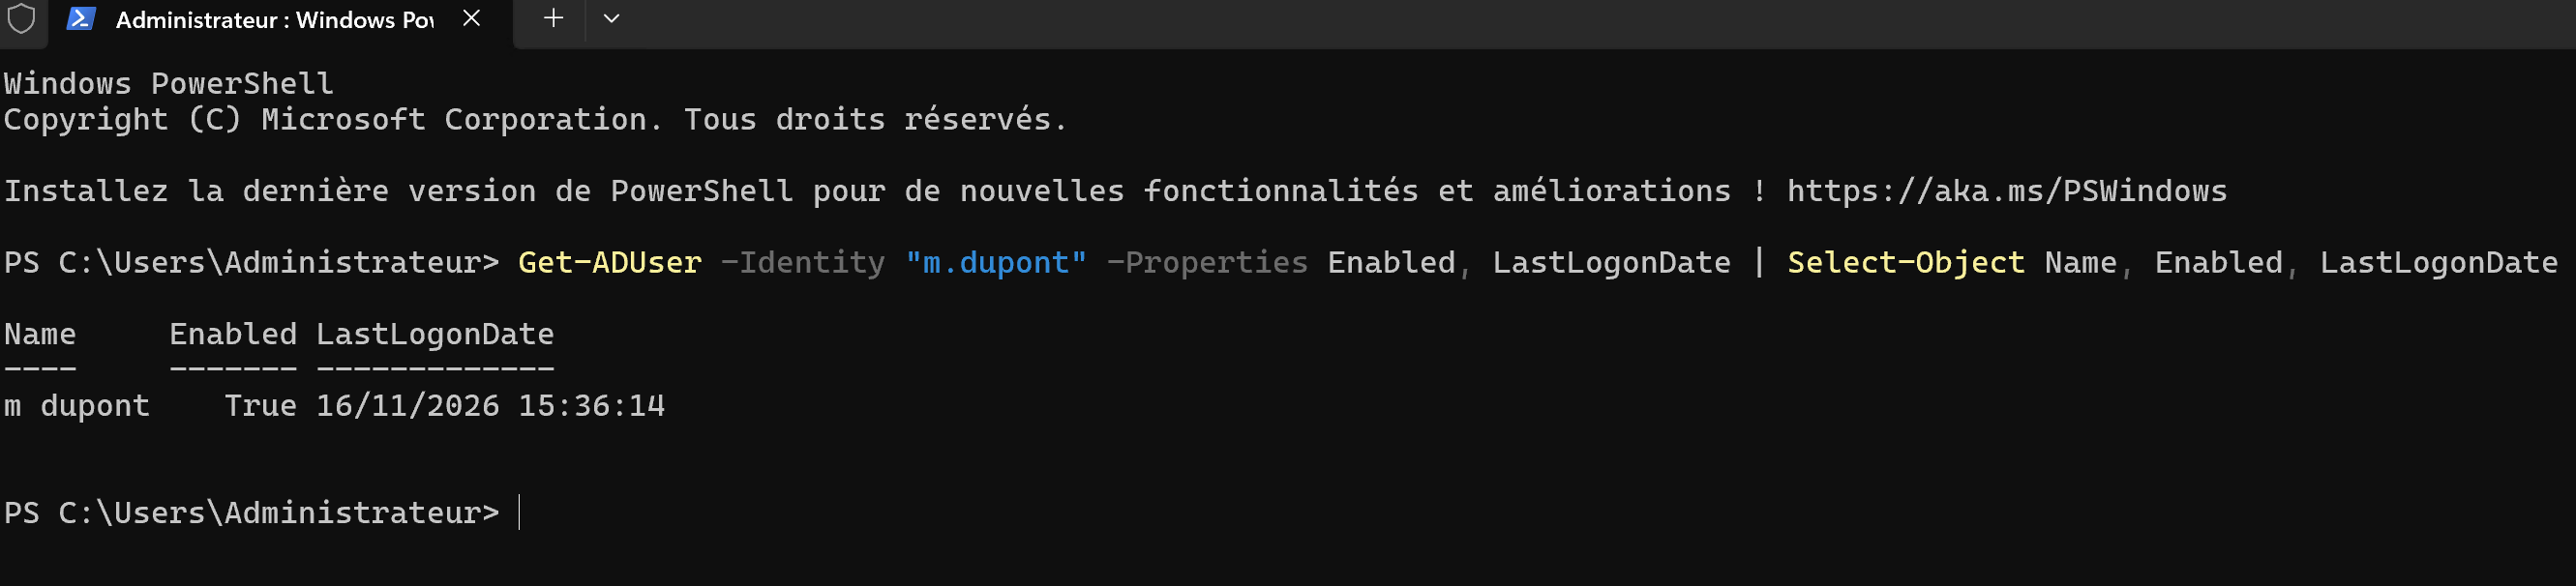 Administrateur : Windows Pow
Windows PowerShell
Copyright (C) Microsoft Corporation. Tous droits réservés.
Installez la dernière version de PowerShell pour de nouvelles fonctionnalités et améliorations ! https://aka.ms/PSWindows
PS C:\Users\Administrateur> Get-ADUser -Identity "m.dupont" -Properties Enabled, LastLogonDate | Select-Object Name, Enabled, LastLogonDate
Name     Enabled LastLogonDate
----     ------- -------------
m dupont    True 16/11/2026 15:36:14
PS C:\Users\Administrateur>